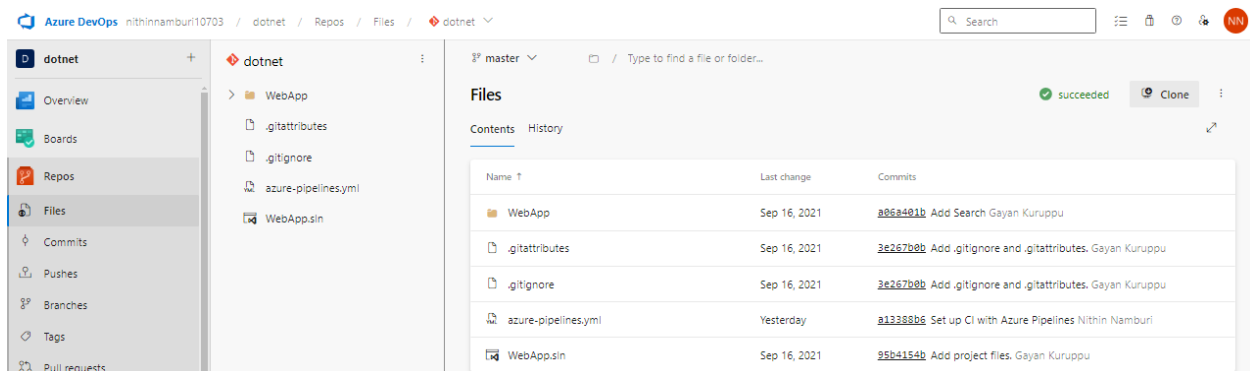 Azure DevOps nithinnamburi10703 / dotnet / Repos / Files / dotnet
Search
NN
D dotnet +
Overview
Boards
Repos
Files
Commits
Pushes
Branches
Tags
Pull requests
dotnet
WebApp
.gitattributes
.gitignore
azure-pipelines.yml
WebApp.sln
master / Type to find a file or folder...
Files
succeeded Clone
Contents History
Name ↑ Last change Commits
WebApp Sep 16, 2021 a06a401b Add Search Gayan Kuruppu
.gitattributes Sep 16, 2021 3e267b0b Add .gitignore and .gitattributes. Gayan Kuruppu
.gitignore Sep 16, 2021 3e267b0b Add .gitignore and .gitattributes. Gayan Kuruppu
azure-pipelines.yml Yesterday a13388b6 Set up CI with Azure Pipelines Nithin Namburi
WebApp.sln Sep 16, 2021 95b4154b Add project files. Gayan Kuruppu